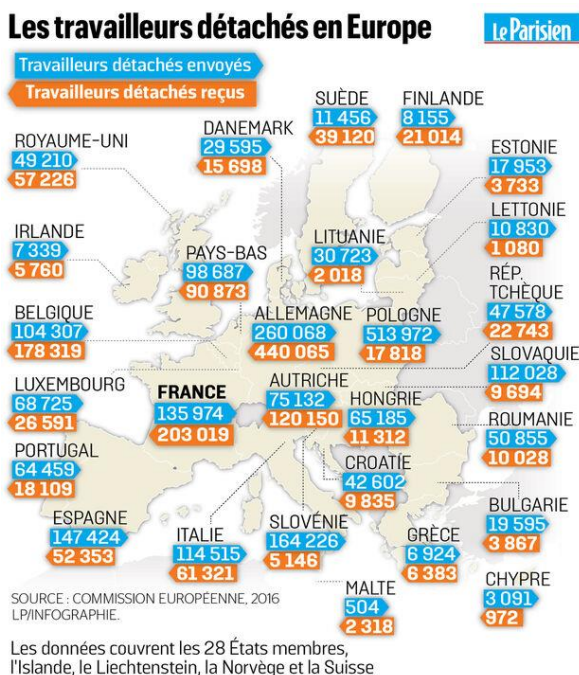 Les travailleurs détachés en Europe
Le Parisien
Travailleurs détachés envoyés
Travailleurs détachés reçus
SUÈDE
11 456
39 120
FINLANDE
8 155
21 014
ROYAUME-UNI
49 210
57 226
DANEMARK
29 595
15 698
ESTONIE
17 953
3 733
IRLANDE
7 339
5 760
PAYS-BAS
98 687
90 873
LITUANIE
30 723
2 018
LETTONIE
10 830
1 080
RÉP.
TCHÈQUE
47 578
22 743
BELGIQUE
104 307
178 319
ALLEMAGNE
260 068
440 065
POLOGNE
513 972
17 818
SLOVAQUIE
112 028
9 694
LUXEMBOURG
68 725
26 591
FRANCE
135 974
203 019
AUTRICHE
75 132
120 150
HONGRIE
65 185
11 312
ROUMANIE
50 855
10 028
PORTUGAL
64 459
18 109
CROATIE
42 602
9 835
BULGARIE
19 595
3 867
ESPAGNE
147 424
52 353
ITALIE
114 515
61 321
SLOVÉNIE
164 226
5 146
GRÈCE
6 924
6 383
CHYPRE
3 091
972
MALTE
504
2 318
SOURCE : COMMISSION EUROPÉENNE, 2016
LP/INFOGRAPHIE.
Les données couvrent les 28 États membres,
l'Islande, le Liechtenstein, la Norvège et la Suisse